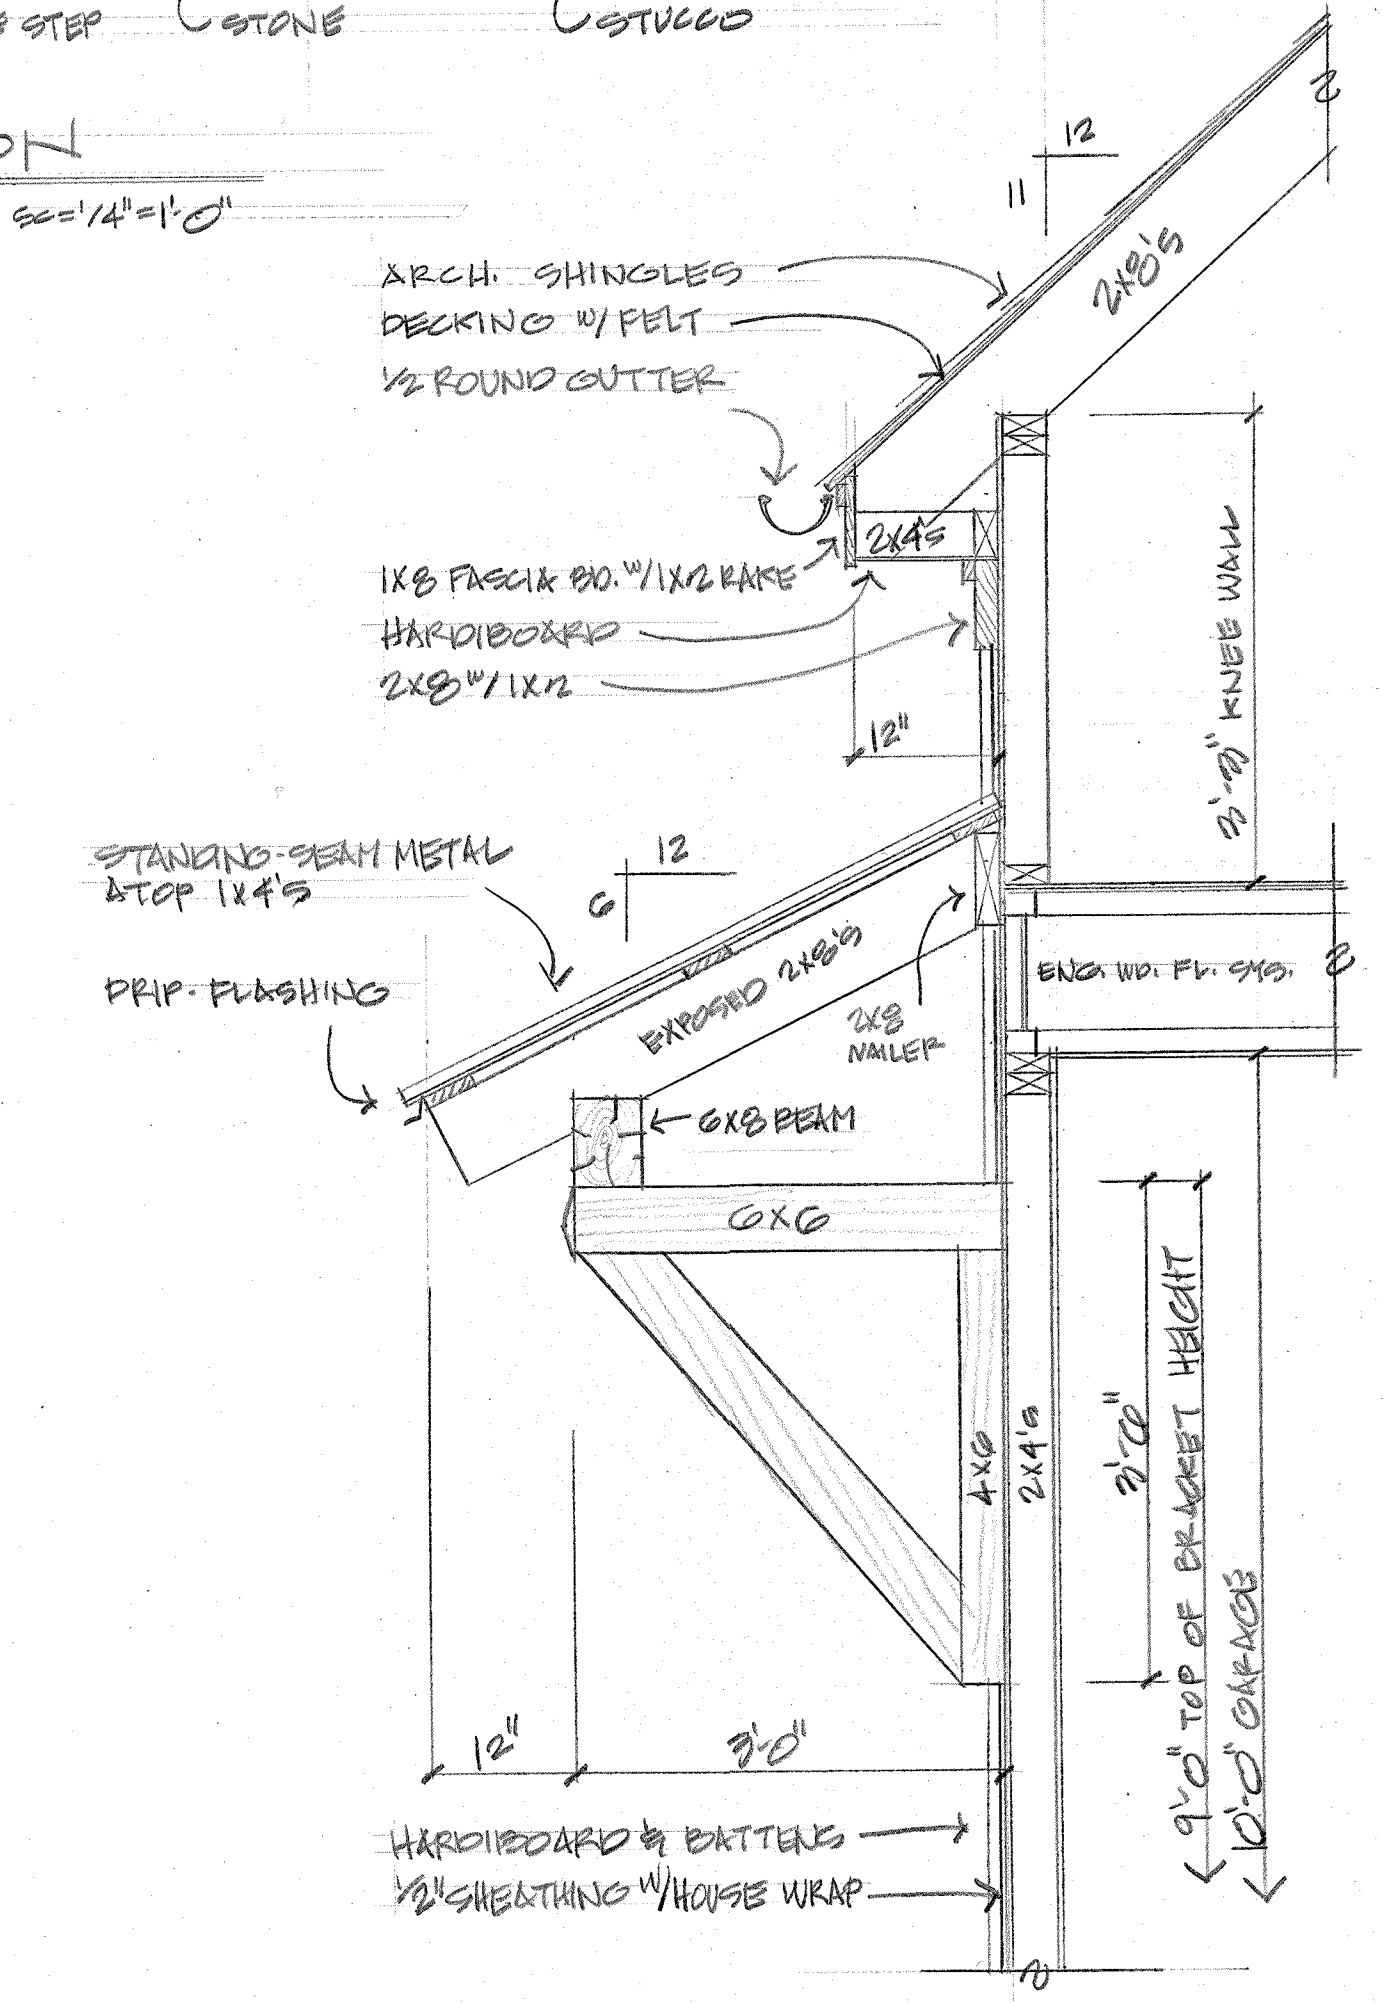 STEP STONE STUCCO
SC=1/4"=1'-0"
12
11
ARCH. SHINGLES
DECKING W/ FELT
1/2 ROUND GUTTER
2X8'S
2X4'S
1X8 FASCIA BD. W/1X2 RAKE
HARDIBOARD
2X8 W/1X2
12"
3'-3" KNEE WALL
STANDING-SEAM METAL
ATOP 1X4'S
12
6
DRIP-FLASHING
EXPOSED 2X8'S
2X8
NAILER
ENG. WD. FL. SYS.
6X8 BEAM
6X6
4X6
2X4'S
3'-6"
9'-0" TOP OF BRACKET HEIGHT
10'-0" GARAGE
12"
3'-0"
HARDIBOARD & BATTENS
1/2" SHEATHING W/HOUSE WRAP